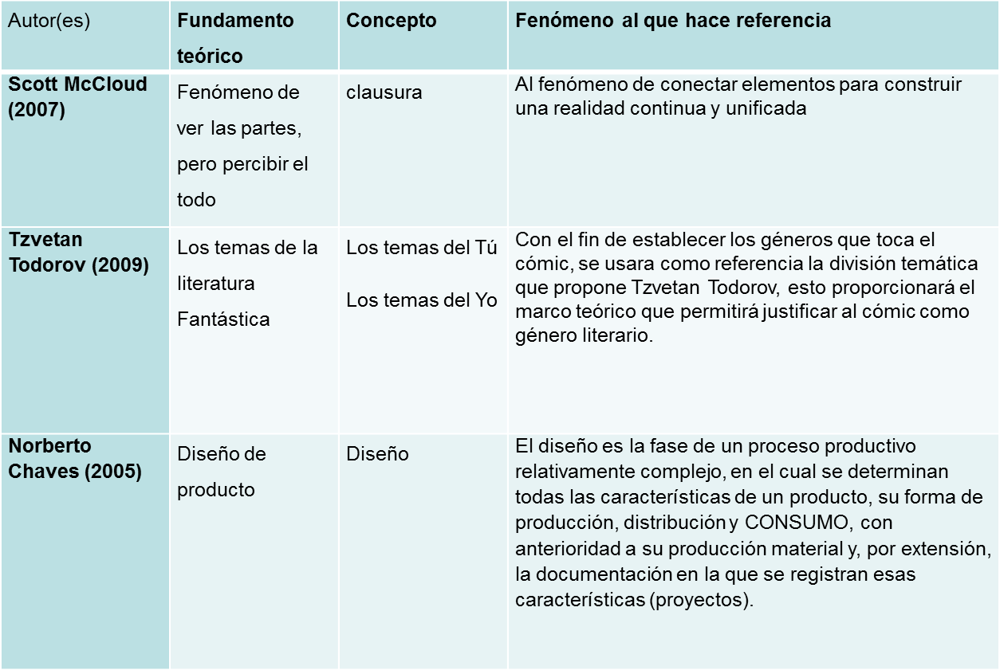 Autor(es)
Fundamento
teórico
Concepto
Fenómeno al que hace referencia
Scott McCloud
(2007)
Fenómeno de
ver las partes,
pero percibir el
todo
clausura
Al fenómeno de conectar elementos para construir
una realidad continua y unificada
Tzvetan
Todorov (2009)
Los temas de la
literatura
Fantástica
Los temas del Tú
Los temas del Yo
Con el fin de establecer los géneros que toca el
cómic, se usara como referencia la división temática
que propone Tzvetan Todorov, esto proporcionará el
marco teórico que permitirá justificar al cómic como
género literario.
Norberto
Chaves (2005)
Diseño de
producto
Diseño
El diseño es la fase de un proceso productivo
relativamente complejo, en el cual se determinan
todas las características de un producto, su forma de
producción, distribución y CONSUMO, con
anterioridad a su producción material y, por extensión,
la documentación en la que se registran esas
características (proyectos).